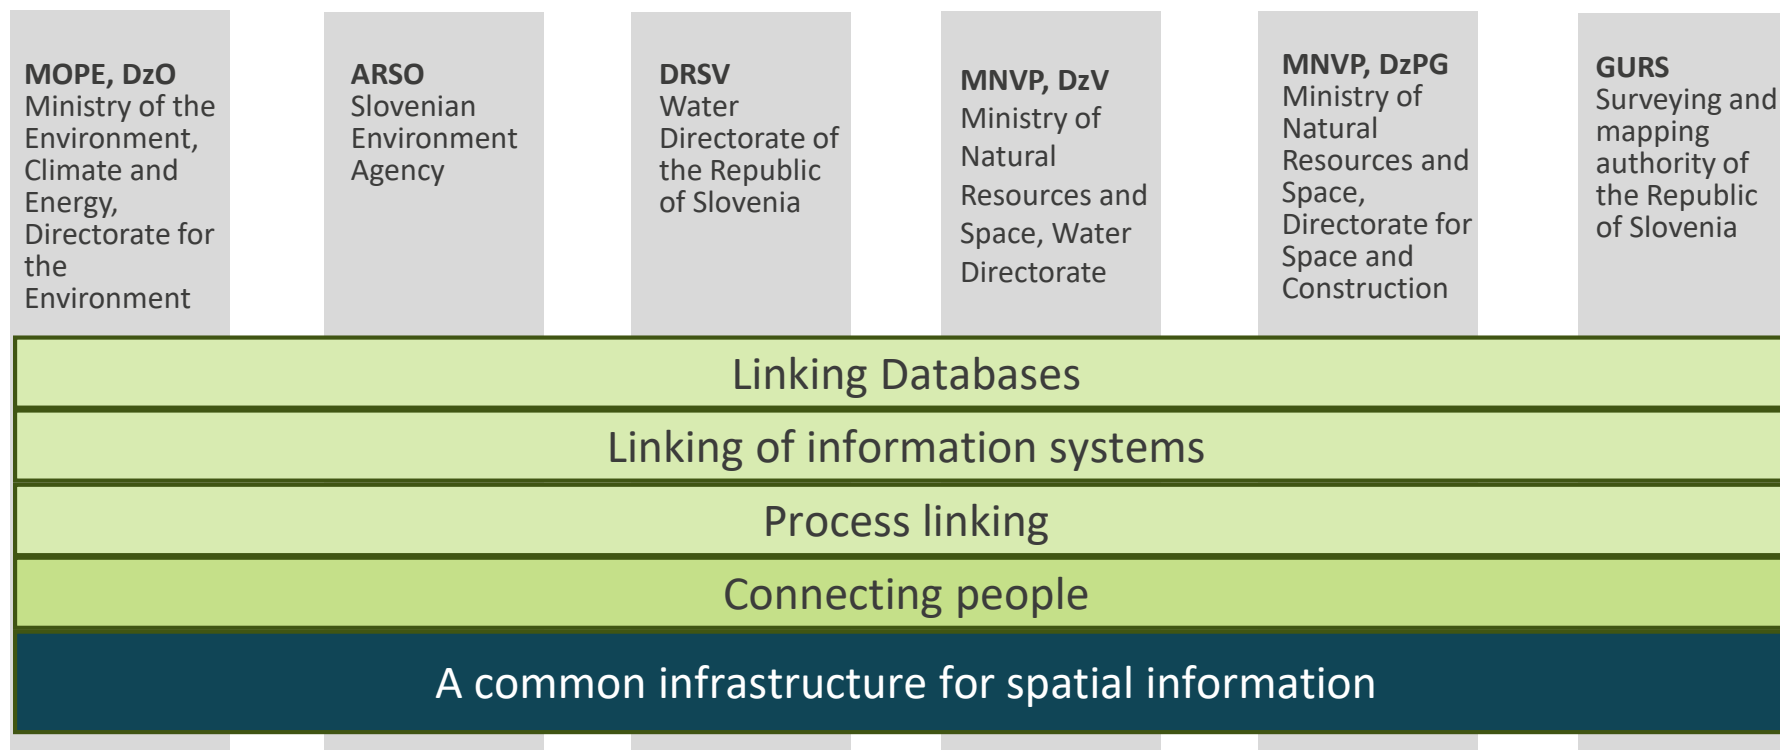 MOPE, DzO
Ministry of the
Environment,
Climate and
Energy,
Directorate for
the
Environment
ARSO
Slovenian
Environment
Agency
DRSV
Water
Directorate of
the Republic
of Slovenia
MNVP, DzV
Ministry of
Natural
Resources and
Space, Water
Directorate
MNVP, DzPG
Ministry of
Natural
Resources and
Space,
Directorate for
Space and
Construction
GURS
Surveying and
mapping
authority of
the Republic
of Slovenia
Linking Databases
Linking of information systems
Process linking
Connecting people
A common infrastructure for spatial information